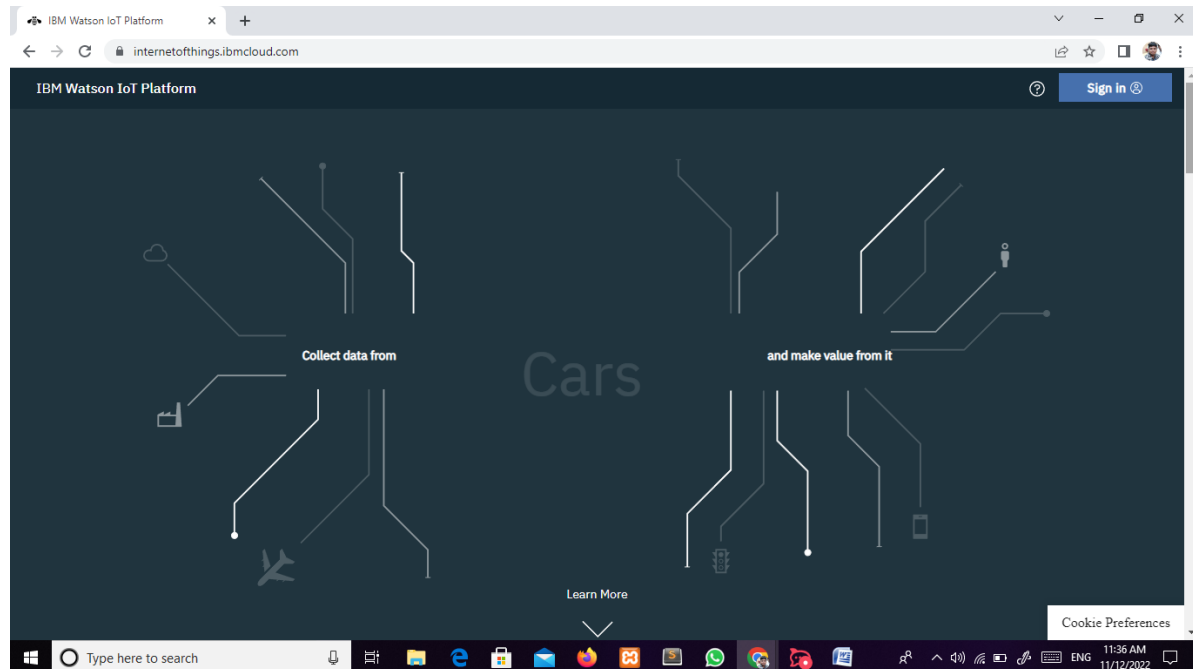 IBM Watson IoT Platform
internetofthings.ibmcloud.com
IBM Watson IoT Platform
Sign in
Collect data from
Cars
and make value from it
Learn More
Cookie Preferences
Type here to search
ENG
11:36 AM
11/12/2022